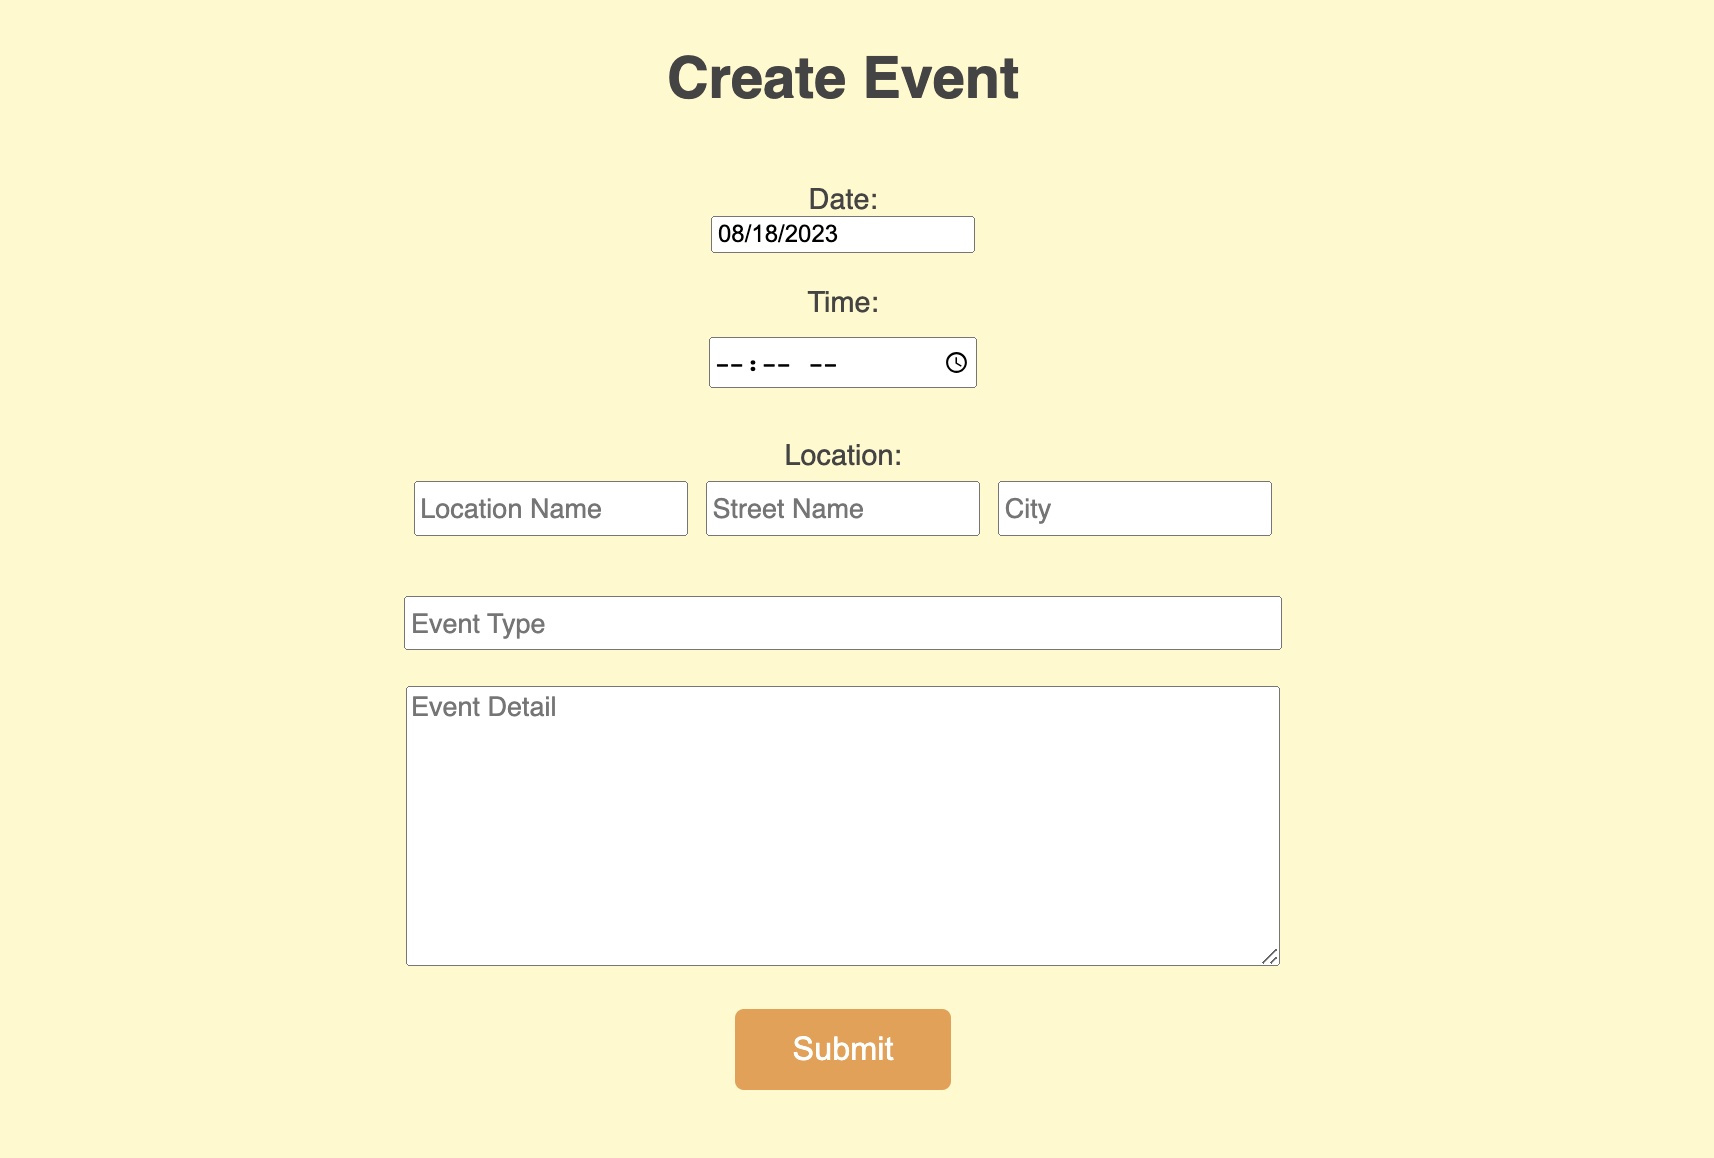 Create Event
Date:
08/18/2023
Time:
--:-- --
Location:
Location Name Street Name City
Event Type
Event Detail
Submit